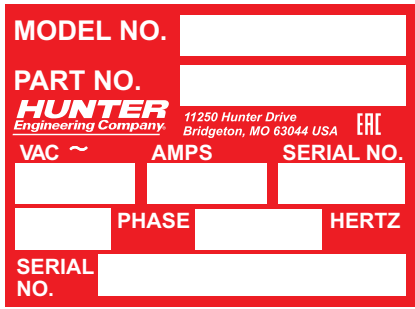 MODEL NO.
PART NO.
HUNTER
Engineering Company®
11250 Hunter Drive
Bridgeton, MO 63044 USA
EAC
VAC ~ AMPS SERIAL NO.
PHASE HERTZ
SERIAL
NO.